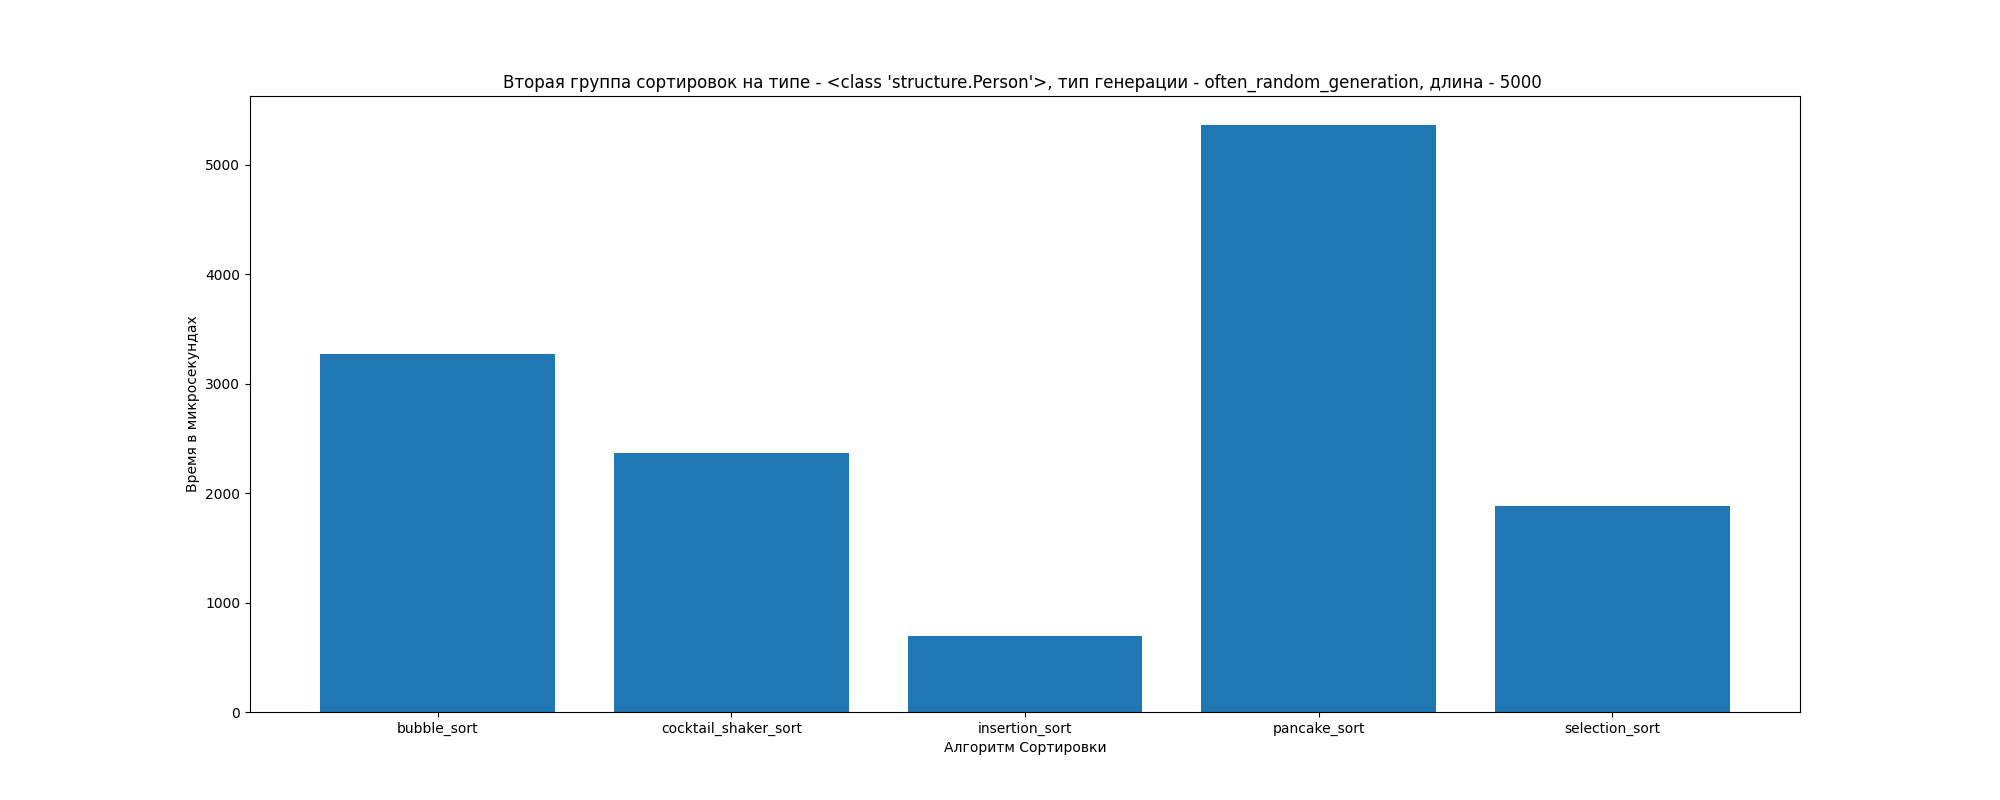 Вторая группа сортировок на типе - <class 'structure.Person'>, тип генерации - often_random_generation, длина - 5000
Время в микросекундах
5000
4000
3000
2000
1000
0
bubble_sort
cocktail_shaker_sort
insertion_sort
pancake_sort
selection_sort
Алгоритм Сортировки